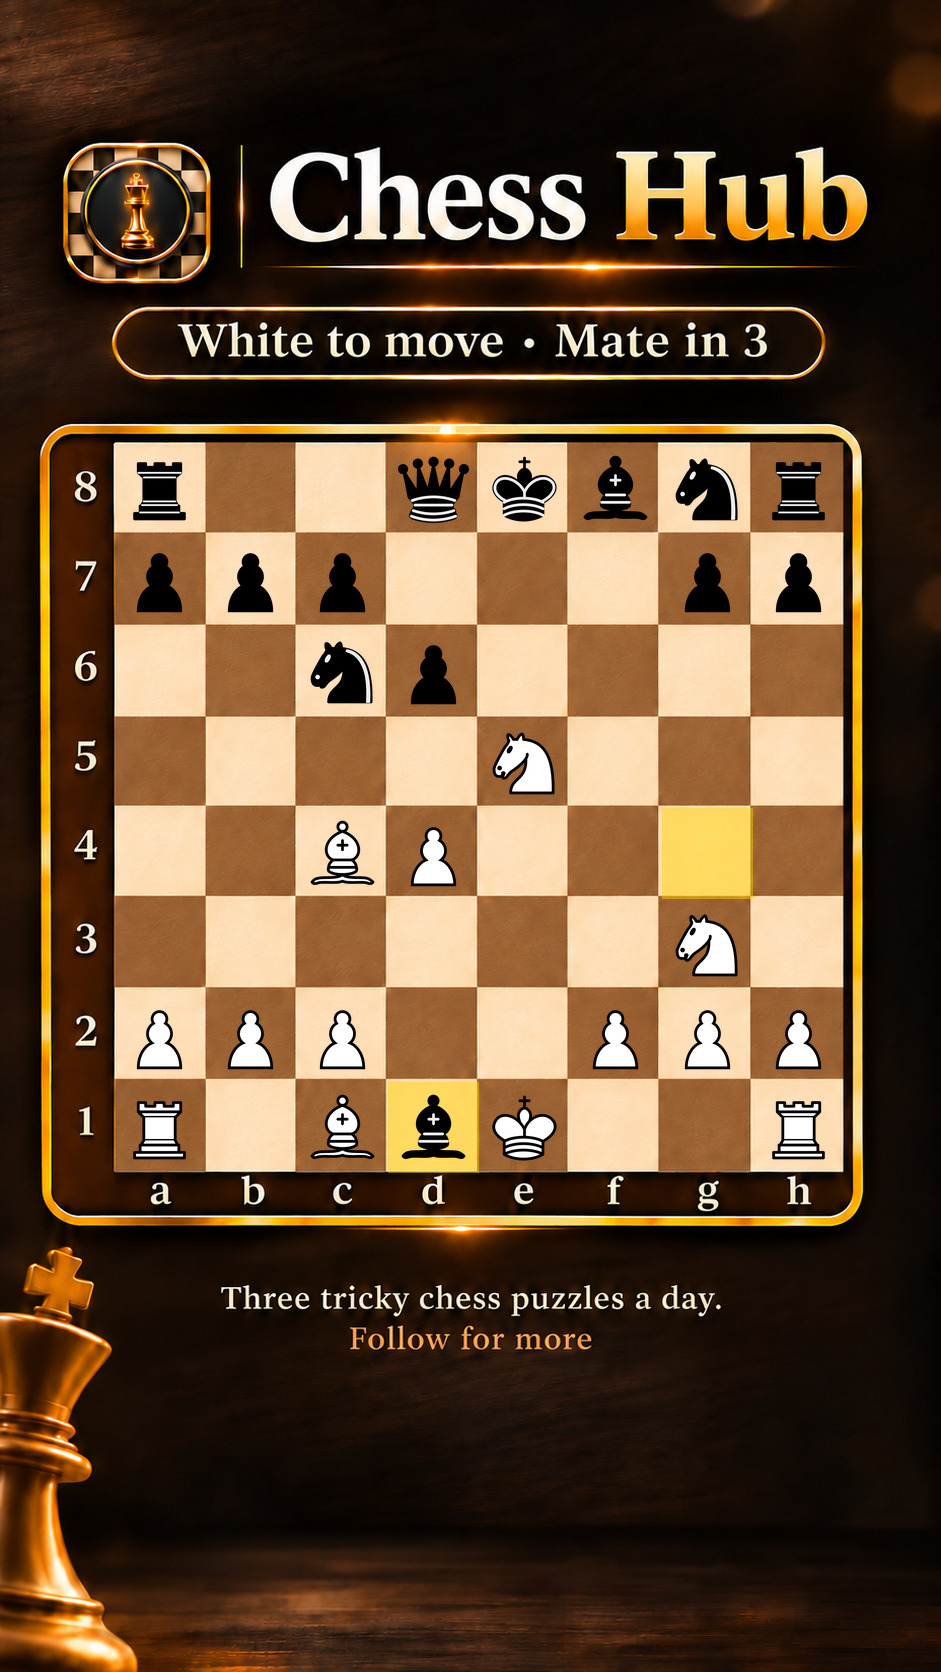 Chess Hub
White to move • Mate in 3
8
7
6
5
4
3
2
1
a b c d e f g h
Three tricky chess puzzles a day.
Follow for more